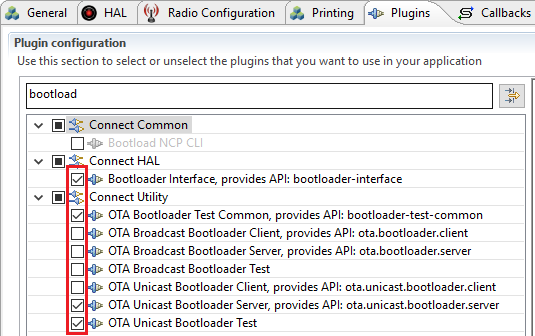 General HAL Radio Configuration Printing Plugins Callbacks
Plugin configuration
Use this section to select or unselect the plugins that you want to use in your application
bootload
Connect Common
Bootload NCP CLI
Connect HAL
Bootloader Interface, provides API: bootloader-interface
Connect Utility
OTA Bootloader Test Common, provides API: bootloader-test-common
OTA Broadcast Bootloader Client, provides API: ota.bootloader.client
OTA Broadcast Bootloader Server, provides API: ota.bootloader.server
OTA Broadcast Bootloader Test
OTA Unicast Bootloader Client, provides API: ota.unicast.bootloader.client
OTA Unicast Bootloader Server, provides API: ota.unicast.bootloader.server
OTA Unicast Bootloader Test